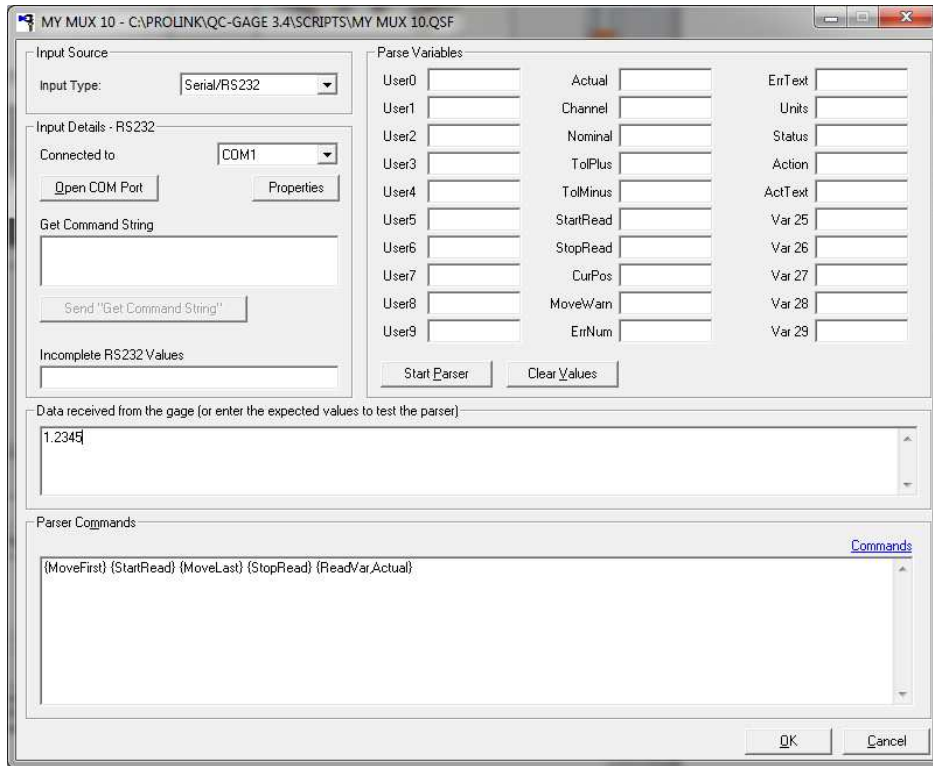 MY MUX 10 - C:\PROLINK\QC-GAGE 3.4\SCRIPTS\MY MUX 10.QSF
Input Source
Input Type: Serial/RS232
Input Details - RS232
Connected to COM1
Open COM Port Properties
Get Command String
Send "Get Command String"
Incomplete RS232 Values
Parse Variables
User0 Actual ErrText
User1 Channel Units
User2 Nominal Status
User3 TolPlus Action
User4 TolMinus ActText
User5 StartRead Var 25
User6 StopRead Var 26
User7 CurPos Var 27
User8 MoveWarn Var 28
User9 ErrNum Var 29
Start Parser Clear Values
Data received from the gage (or enter the expected values to test the parser)
1.2345
Parser Commands
Commands
{MoveFirst} {StartRead} {MoveLast} {StopRead} {ReadVar,Actual}
OK Cancel